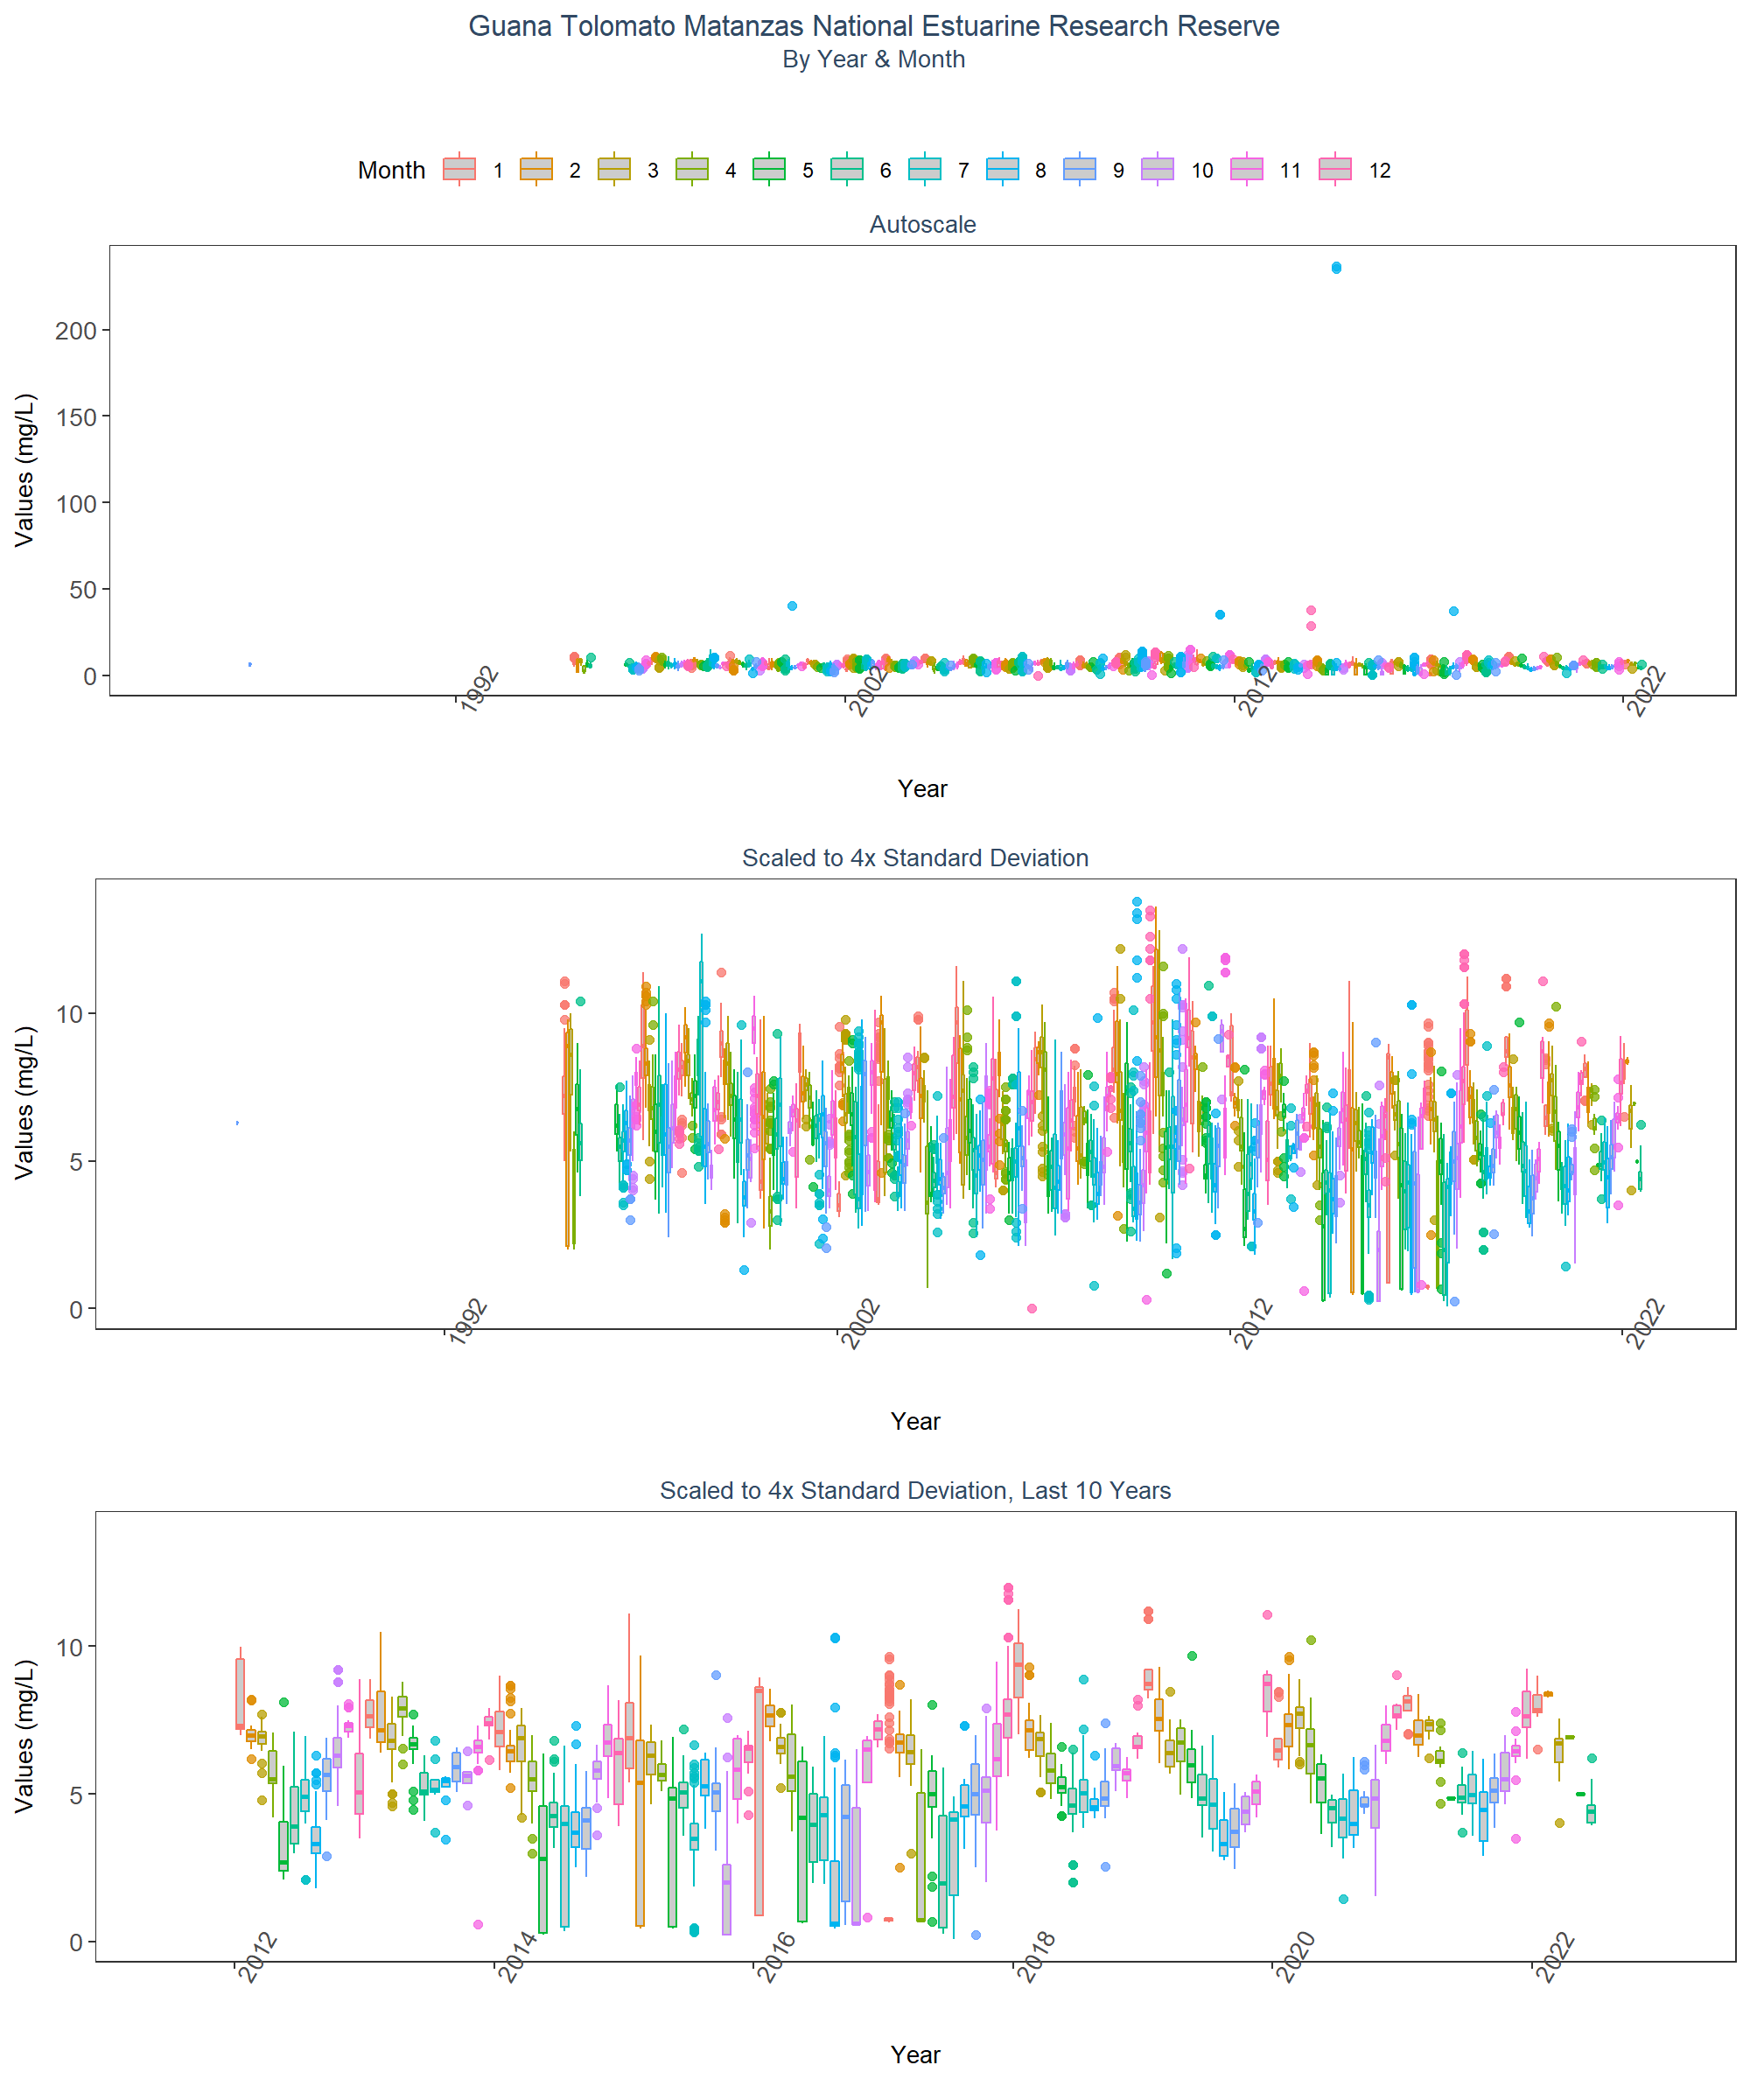 Guana Tolomato Matanzas National Estuarine Research Reserve
By Year & Month
Month 1 2 3 4 5 6 7 8 9 10 11 12
Autoscale
Values (mg/L)
200
150
100
50
0
1992 2002 2012 2022
Year
Scaled to 4x Standard Deviation
Values (mg/L)
10
5
0
1992 2002 2012 2022
Year
Scaled to 4x Standard Deviation, Last 10 Years
Values (mg/L)
10
5
0
2012 2014 2016 2018 2020 2022
Year